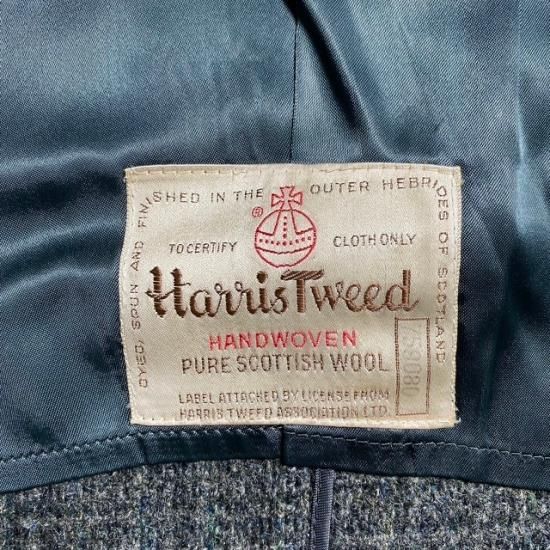 DYED, SPUN AND FINISHED IN THE OUTER HEBRIDES OF SCOTLAND
®
TO CERTIFY CLOTH ONLY
Harris Tweed
HANDWOVEN
PURE SCOTTISH WOOL
LABEL ATTACHED BY LICENSE FROM
HARRIS TWEED ASSOCIATION LTD.